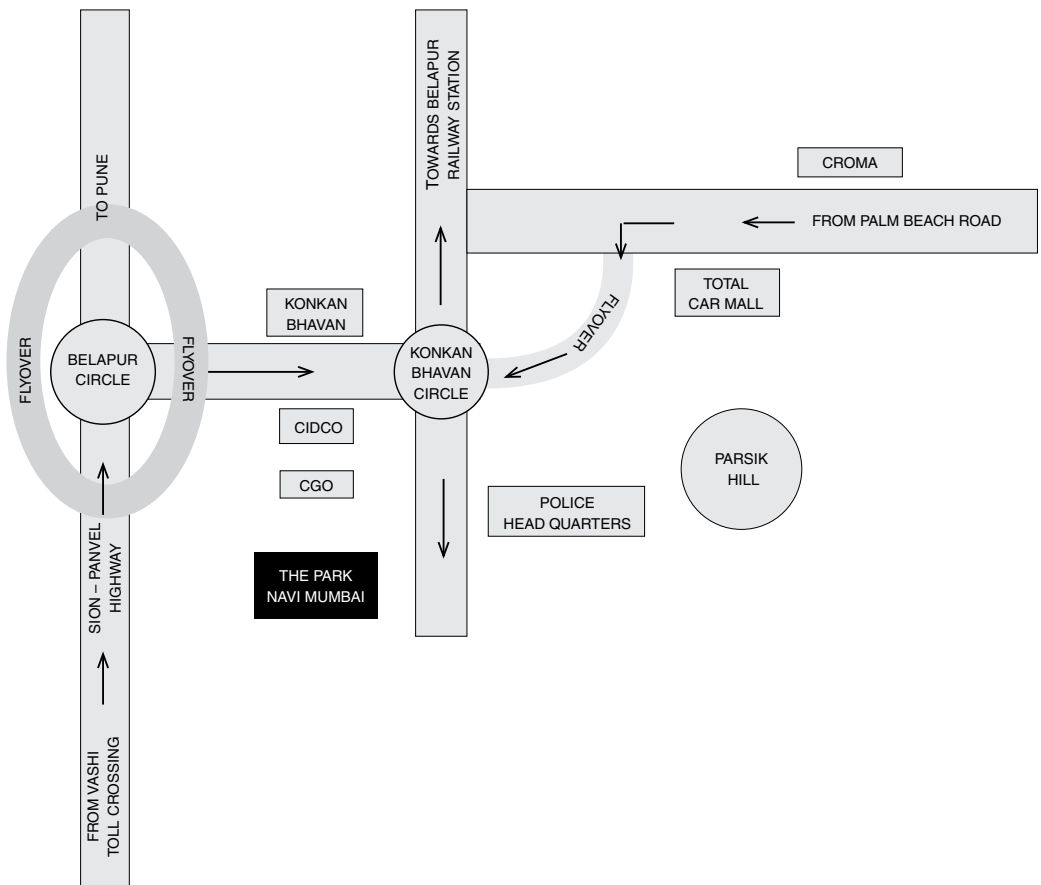 TO PUNE
TOWARDS BELAPUR
RAILWAY STATION
CROMA
FROM PALM BEACH ROAD
TOTAL
CAR MALL
KONKAN
BHAVAN
FLYOVER
FLYOVER
FLYOVER
BELAPUR
CIRCLE
KONKAN
BHAVAN
CIRCLE
CIDCO
CGO
PARSIK
HILL
POLICE
HEAD QUARTERS
SION – PANVEL
HIGHWAY
THE PARK
NAVI MUMBAI
FROM VASHI
TOLL CROSSING